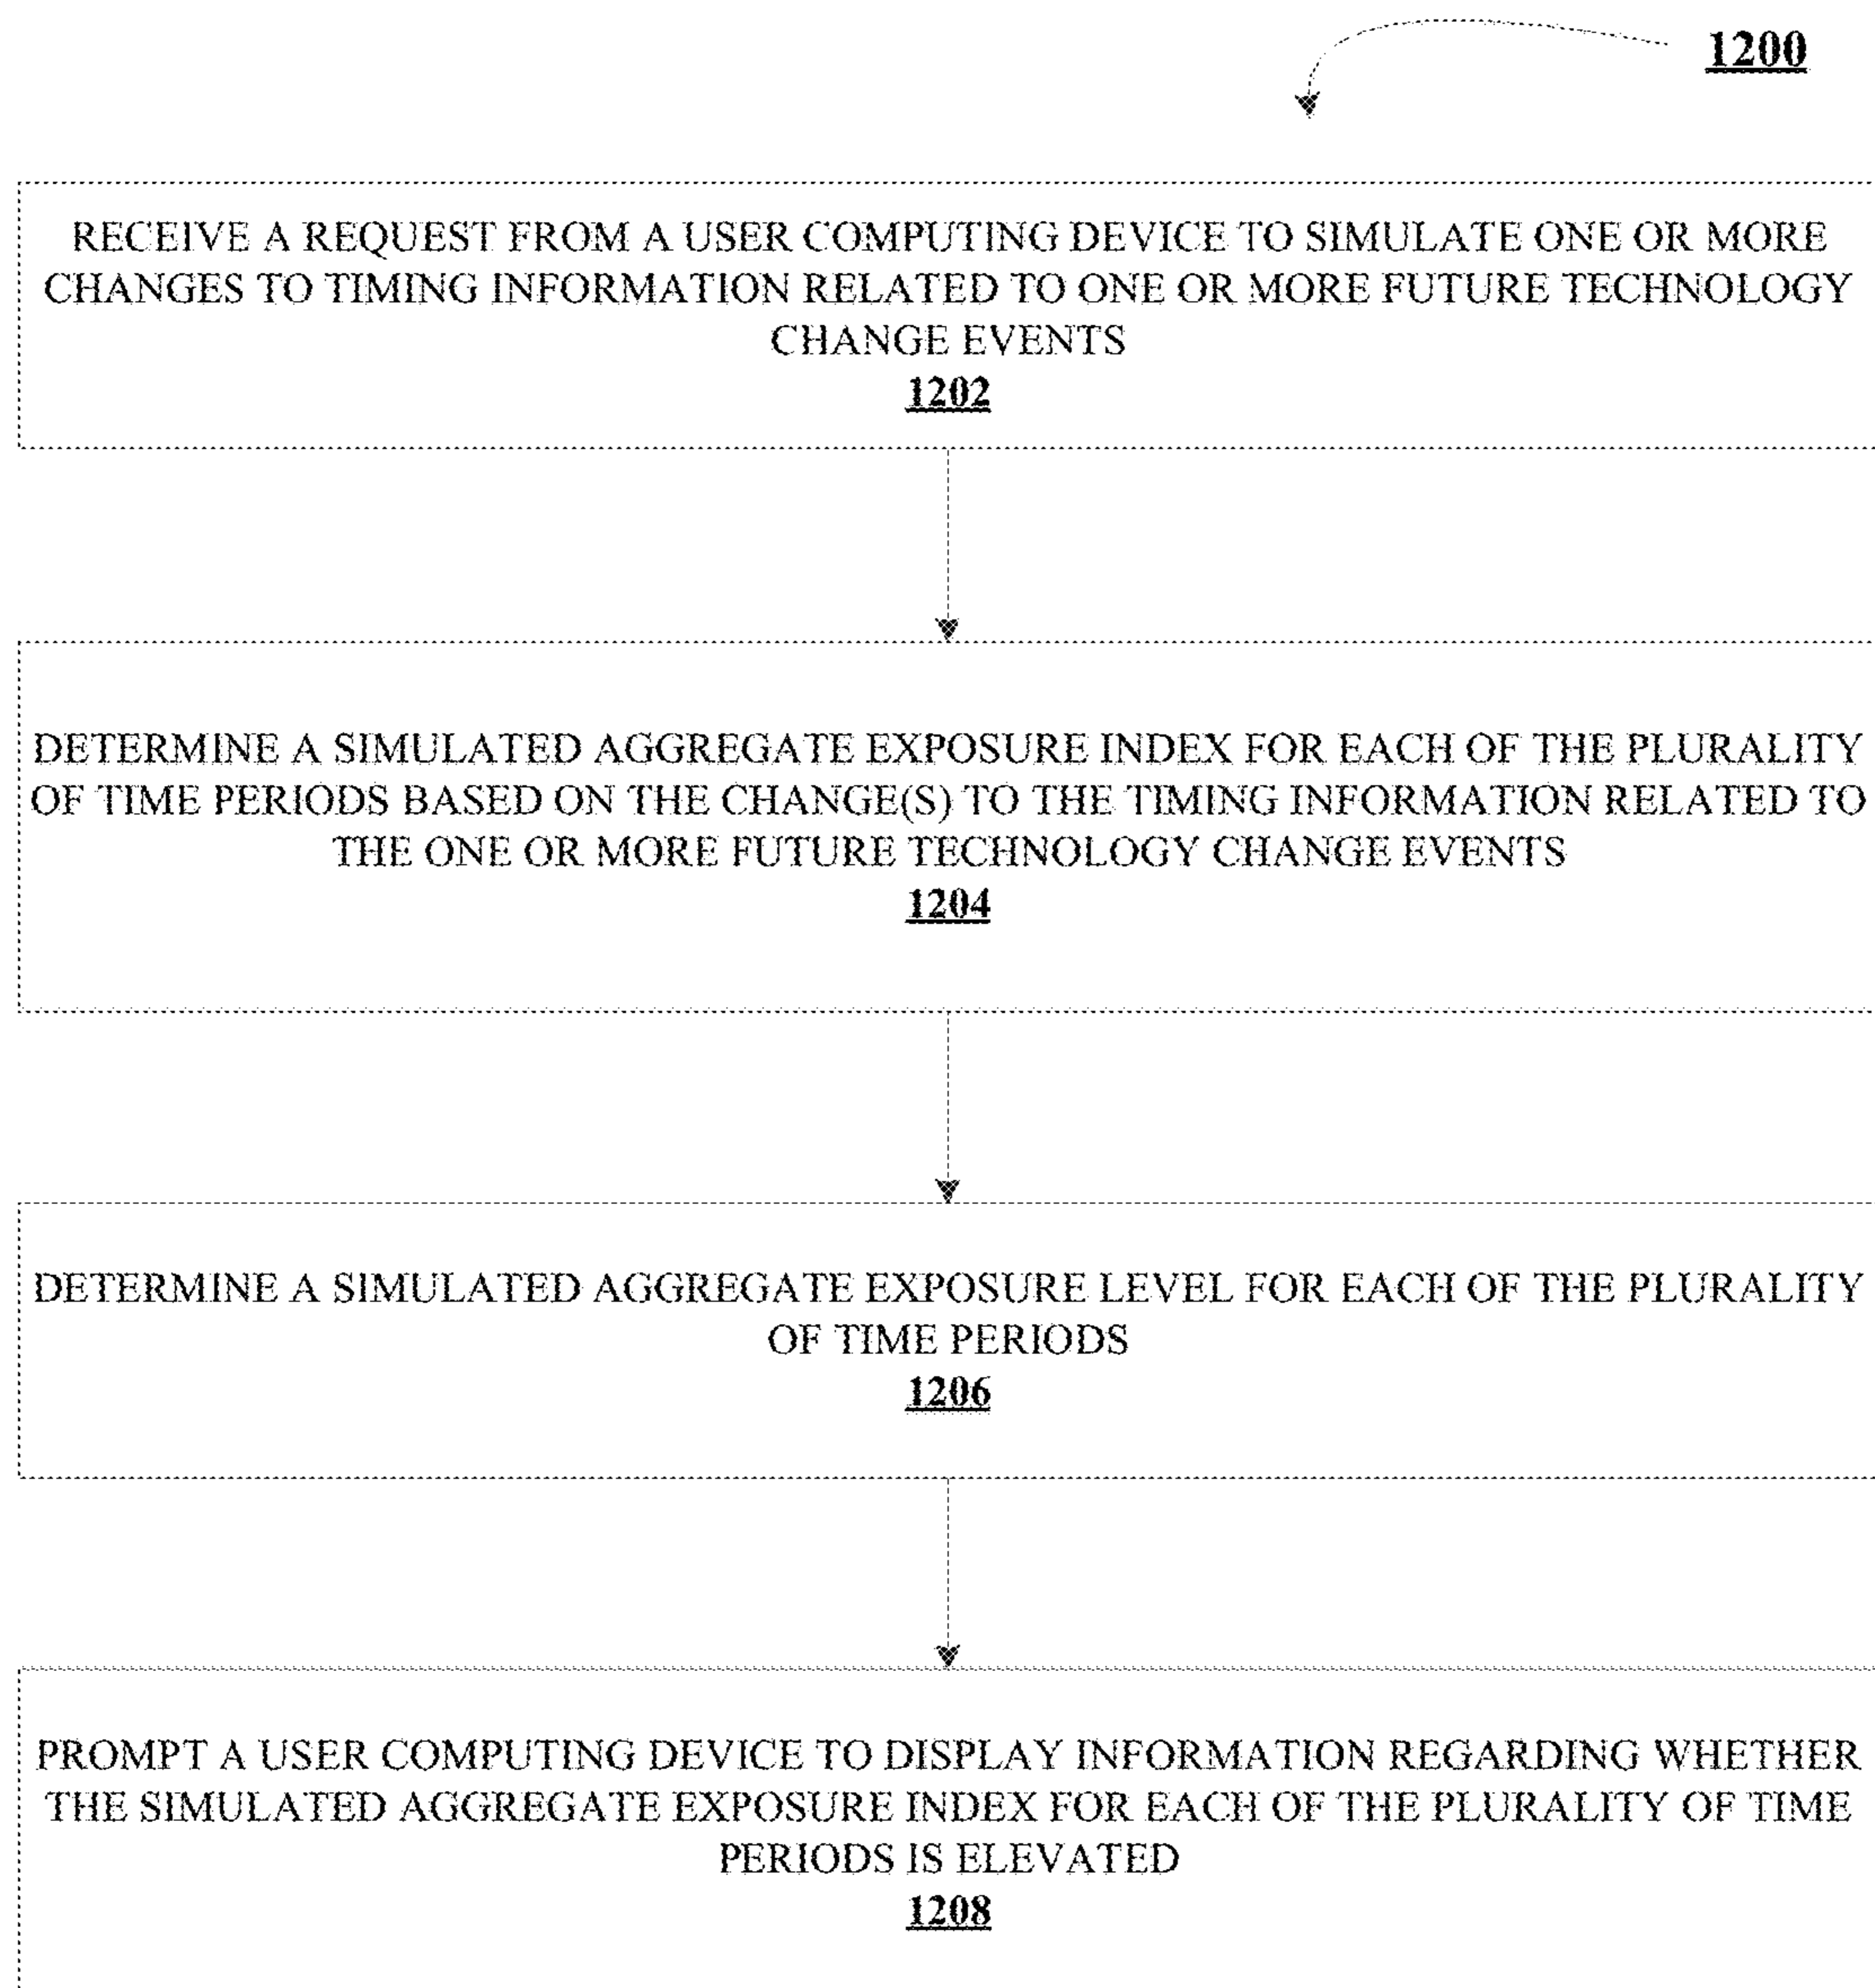 1200
RECEIVE A REQUEST FROM A USER COMPUTING DEVICE TO SIMULATE ONE OR MORE
CHANGES TO TIMING INFORMATION RELATED TO ONE OR MORE FUTURE TECHNOLOGY
CHANGE EVENTS
1202
DETERMINE A SIMULATED AGGREGATE EXPOSURE INDEX FOR EACH OF THE PLURALITY
OF TIME PERIODS BASED ON THE CHANGE(S) TO THE TIMING INFORMATION RELATED TO
THE ONE OR MORE FUTURE TECHNOLOGY CHANGE EVENTS
1204
DETERMINE A SIMULATED AGGREGATE EXPOSURE LEVEL FOR EACH OF THE PLURALITY
OF TIME PERIODS
1206
PROMPT A USER COMPUTING DEVICE TO DISPLAY INFORMATION REGARDING WHETHER
THE SIMULATED AGGREGATE EXPOSURE INDEX FOR EACH OF THE PLURALITY OF TIME
PERIODS IS ELEVATED
1208